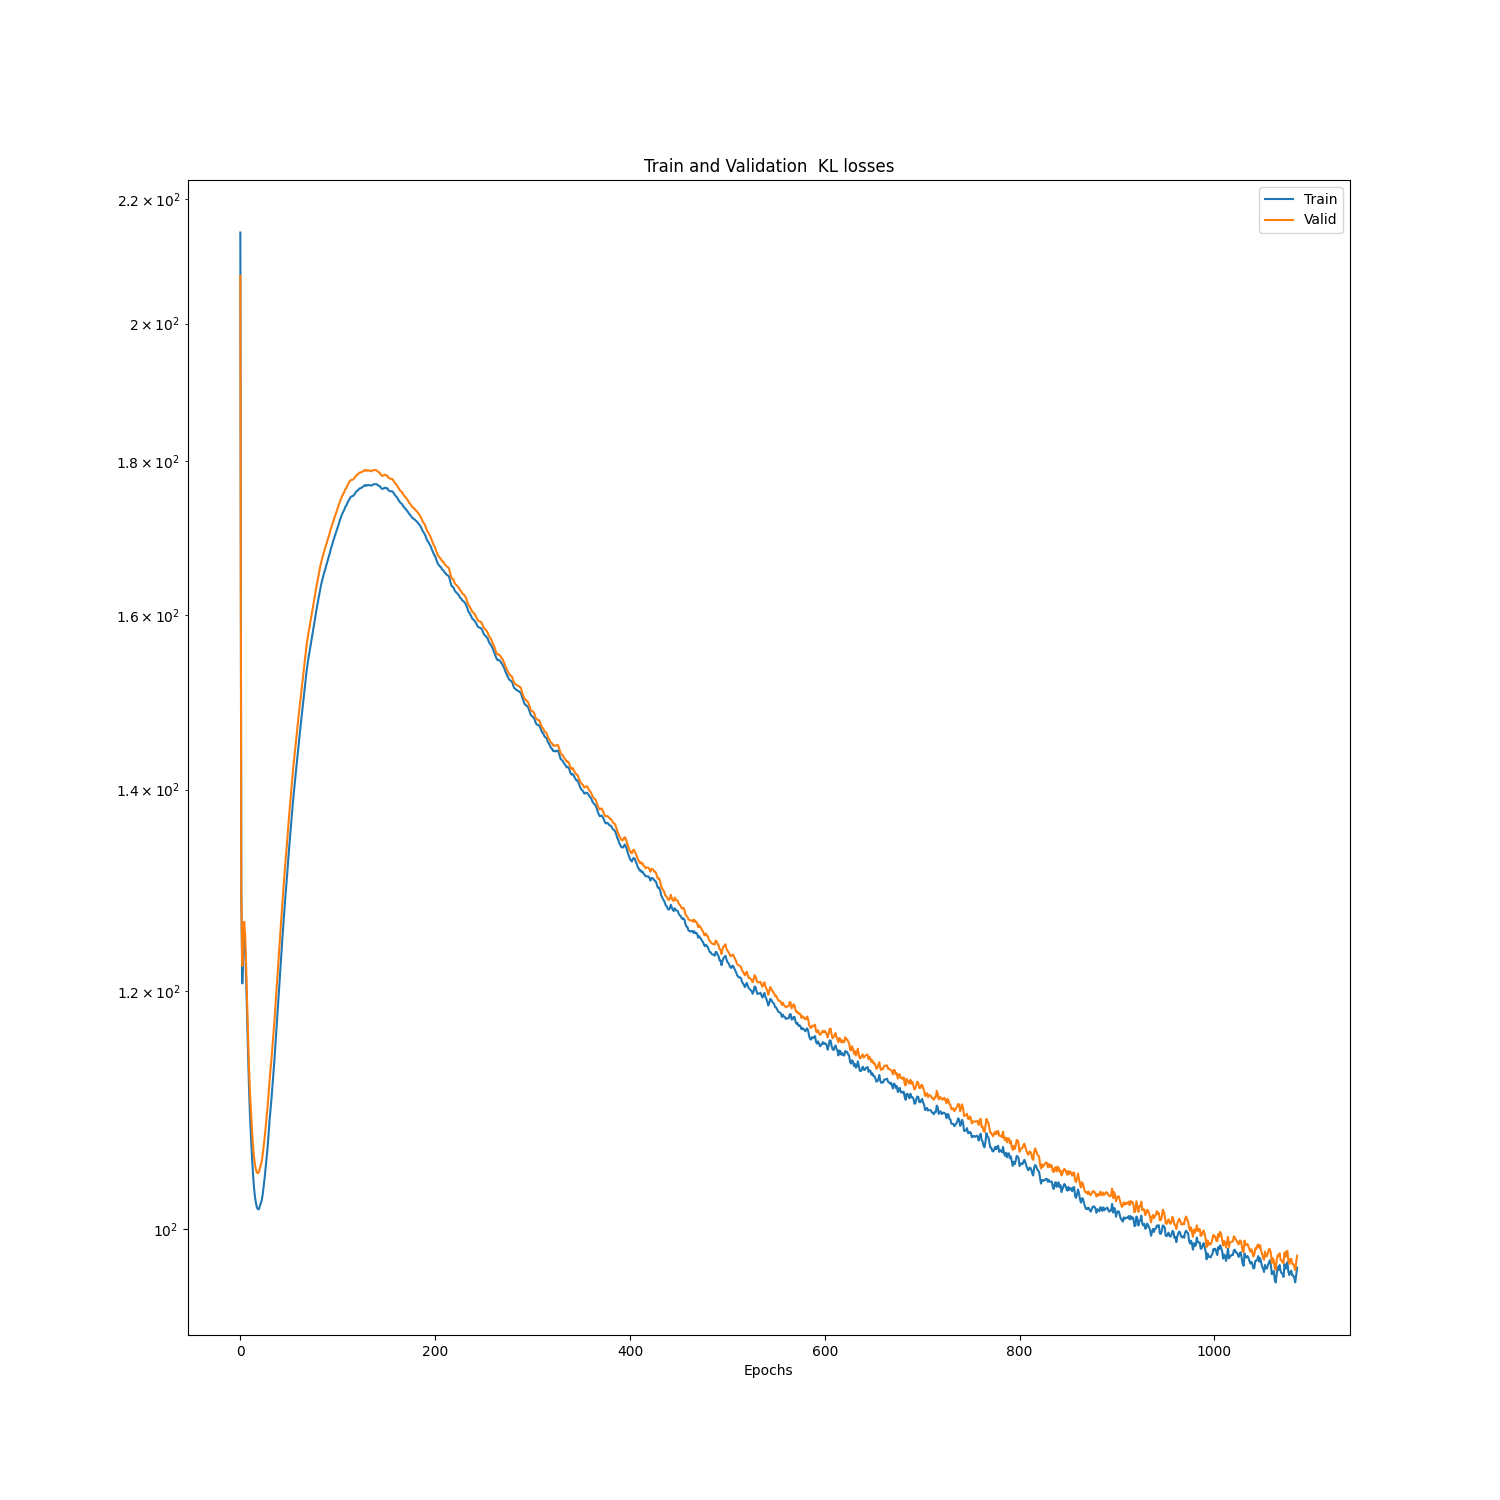 Train and Validation  KL losses
2.2 × 10²
2 × 10²
1.8 × 10²
1.6 × 10²
1.4 × 10²
1.2 × 10²
10²
Train
Valid
0 200 400 600 800 1000
Epochs